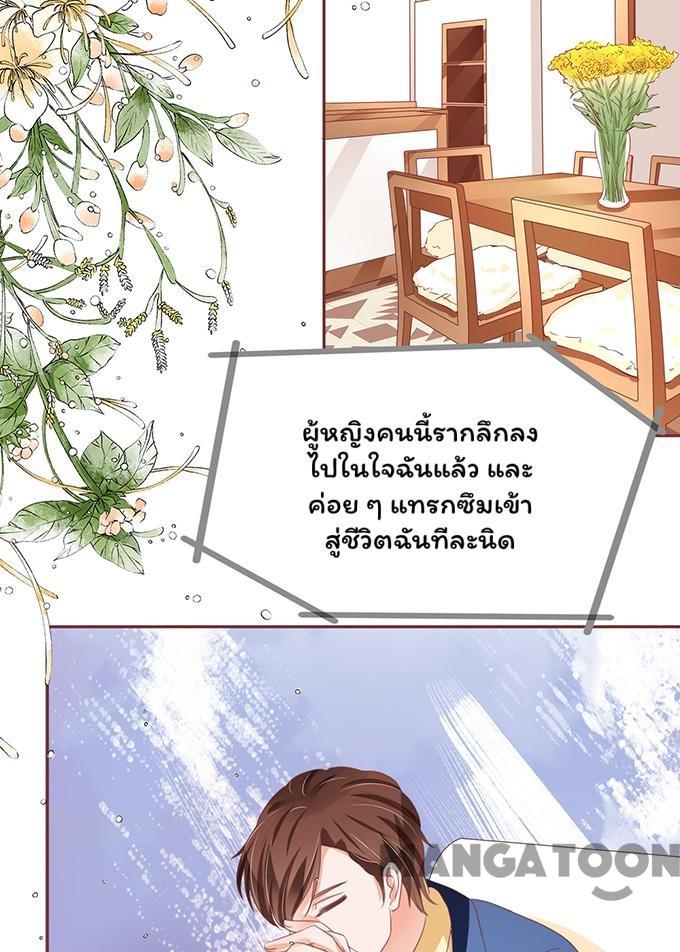 ผู้หญิงคนนี้รากลึกลง
ไปในใจฉันแล้ว และ
ค่อย ๆ แทรกซึมเข้า
สู่ชีวิตฉันทีละนิด
MANGATOON